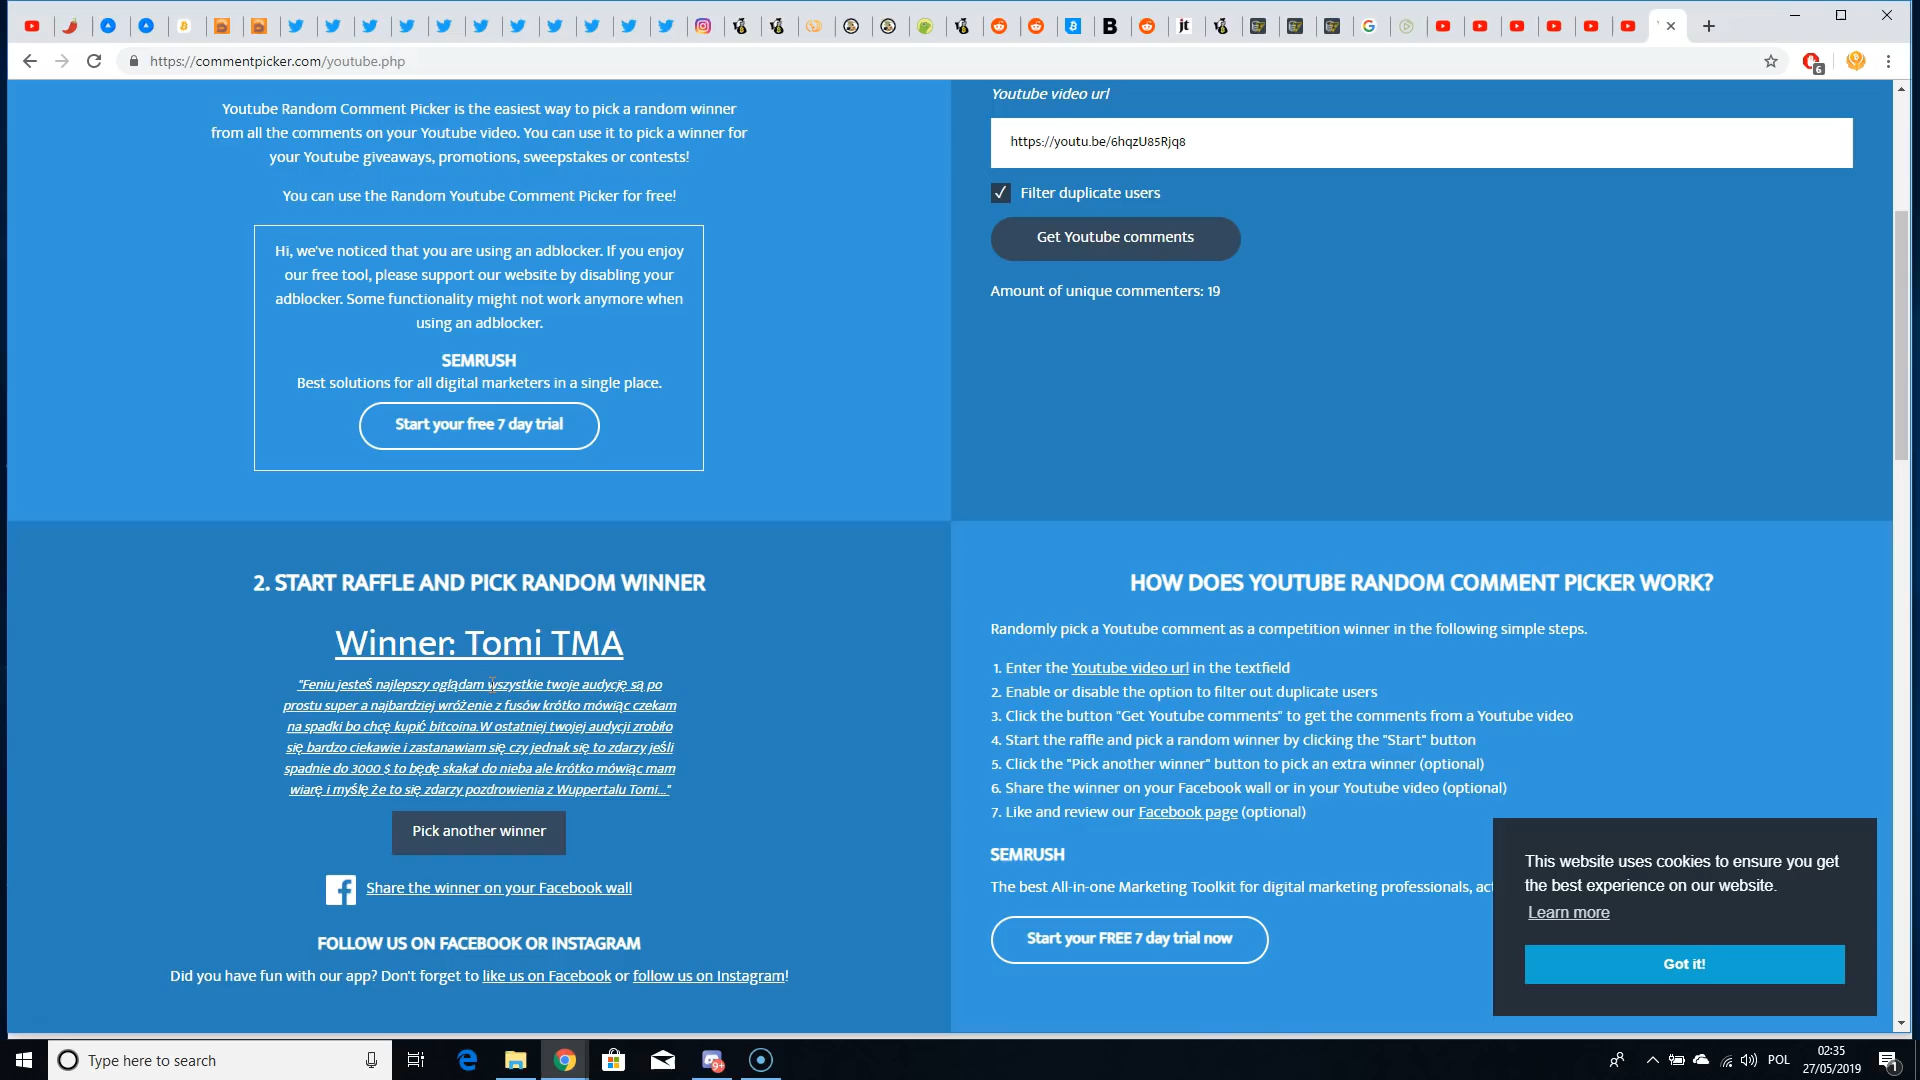 https://commentpicker.com/youtube.php
6
Youtube Random Comment Picker is the easiest way to pick a random winner
from all the comments on your Youtube video. You can use it to pick a winner for
your Youtube giveaways, promotions, sweepstakes or contests!
You can use the Random Youtube Comment Picker for free!
Hi, we've noticed that you are using an adblocker. If you enjoy
our free tool, please support our website by disabling your
adblocker. Some functionality might not work anymore when
using an adblocker.
SEMRUSH
Best solutions for all digital marketers in a single place.
Start your free 7 day trial
Youtube video url
https://youtu.be/6hqzU85Rjq8
Filter duplicate users
Get Youtube comments
Amount of unique commenters: 19
2. START RAFFLE AND PICK RANDOM WINNER
Winner: Tomi TMA
"Feniu jesteś najlepszy oglądam wszystkie twoje audycję są po
prostu super a najbardziej wróżenie z fusów krótko mówiąc czekam
na spadki bo chcę kupić bitcoina.W ostatniej twojej audycji zrobiło
się bardzo ciekawie i zastanawiam się czy jednak się to zdarzy jeśli
spadnie do 3000 $ to będę skakał do nieba ale krótko mówiąc mam
wiarę i myślę że to się zdarzy pozdrowienia z Wuppertalu Tomi..."
Pick another winner
Share the winner on your Facebook wall
FOLLOW US ON FACEBOOK OR INSTAGRAM
Did you have fun with our app? Don't forget to like us on Facebook or follow us on Instagram!
HOW DOES YOUTUBE RANDOM COMMENT PICKER WORK?
Randomly pick a Youtube comment as a competition winner in the following simple steps.
1. Enter the Youtube video url in the textfield
2. Enable or disable the option to filter out duplicate users
3. Click the button "Get Youtube comments" to get the comments from a Youtube video
4. Start the raffle and pick a random winner by clicking the "Start" button
5. Click the "Pick another winner" button to pick an extra winner (optional)
6. Share the winner on your Facebook wall or in your Youtube video (optional)
7. Like and review our Facebook page (optional)
SEMRUSH
The best All-in-one Marketing Toolkit for digital marketing professionals,
Start your FREE 7 day trial now
This website uses cookies to ensure you get
the best experience on our website.
Learn more
Got it!
Type here to search
9+
POL
02:35
27/05/2019
1